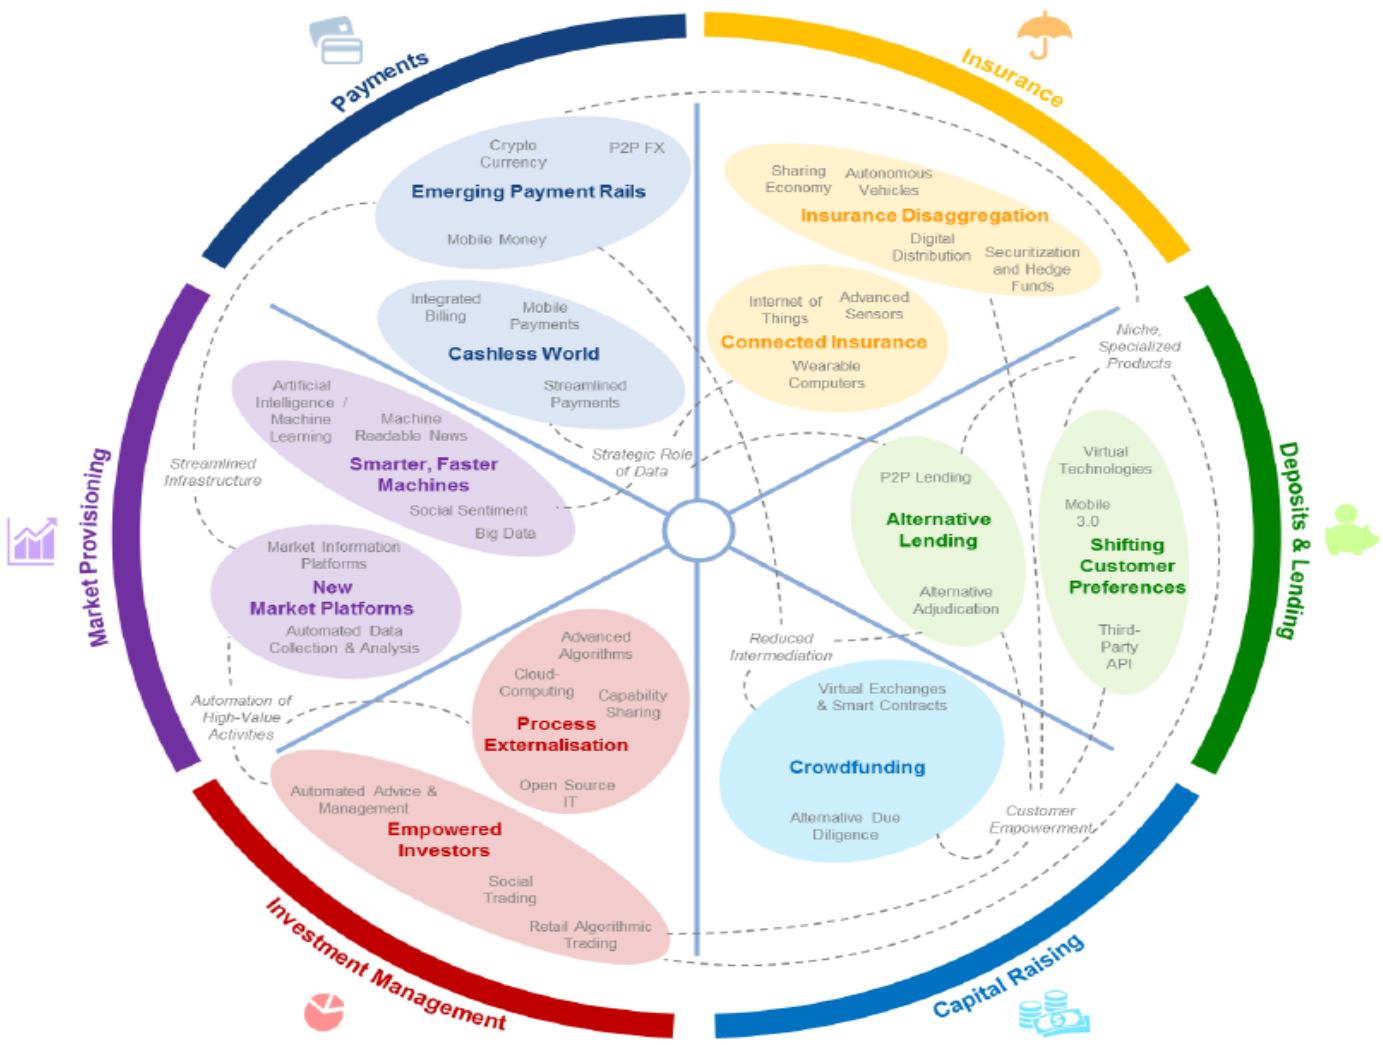 Payments
Insurance
Crypto
Currency
P2P FX
Emerging Payment Rails
Mobile Money
Integrated
Billing
Mobile
Payments
Cashless World
Streamlined
Payments
Sharing
Economy
Autonomous
Vehicles
Insurance Disaggregation
Digital
Distribution
Securitization
and Hedge
Funds
Internet of
Things
Advanced
Sensors
Connected Insurance
Wearable
Computers
Niche,
Specialized
Products
Artificial
Intelligence /
Machine
Learning
Machine
Readable News
Smarter, Faster
Machines
Social Sentiment
Big Data
Streamlined
Infrastructure
Strategic Role
of Data
Market Provisioning
Market Information
Platforms
New
Market Platforms
Automated Data
Collection & Analysis
P2P Lending
Alternative
Lending
Alternative
Adjudication
Virtual
Technologies
Mobile
3.0
Shifting
Customer
Preferences
Third-
Party
API
Deposits & Lending
Reduced
Intermediation
Automation of
High-Value
Activities
Advanced
Algorithms
Cloud-
Computing
Capability
Sharing
Process
Externalisation
Open Source
IT
Virtual Exchanges
& Smart Contracts
Crowdfunding
Alternative Due
Diligence
Customer
Empowerment
Automated Advice &
Management
Empowered
Investors
Social
Trading
Retail Algorithmic
Trading
Investment Management
Capital Raising